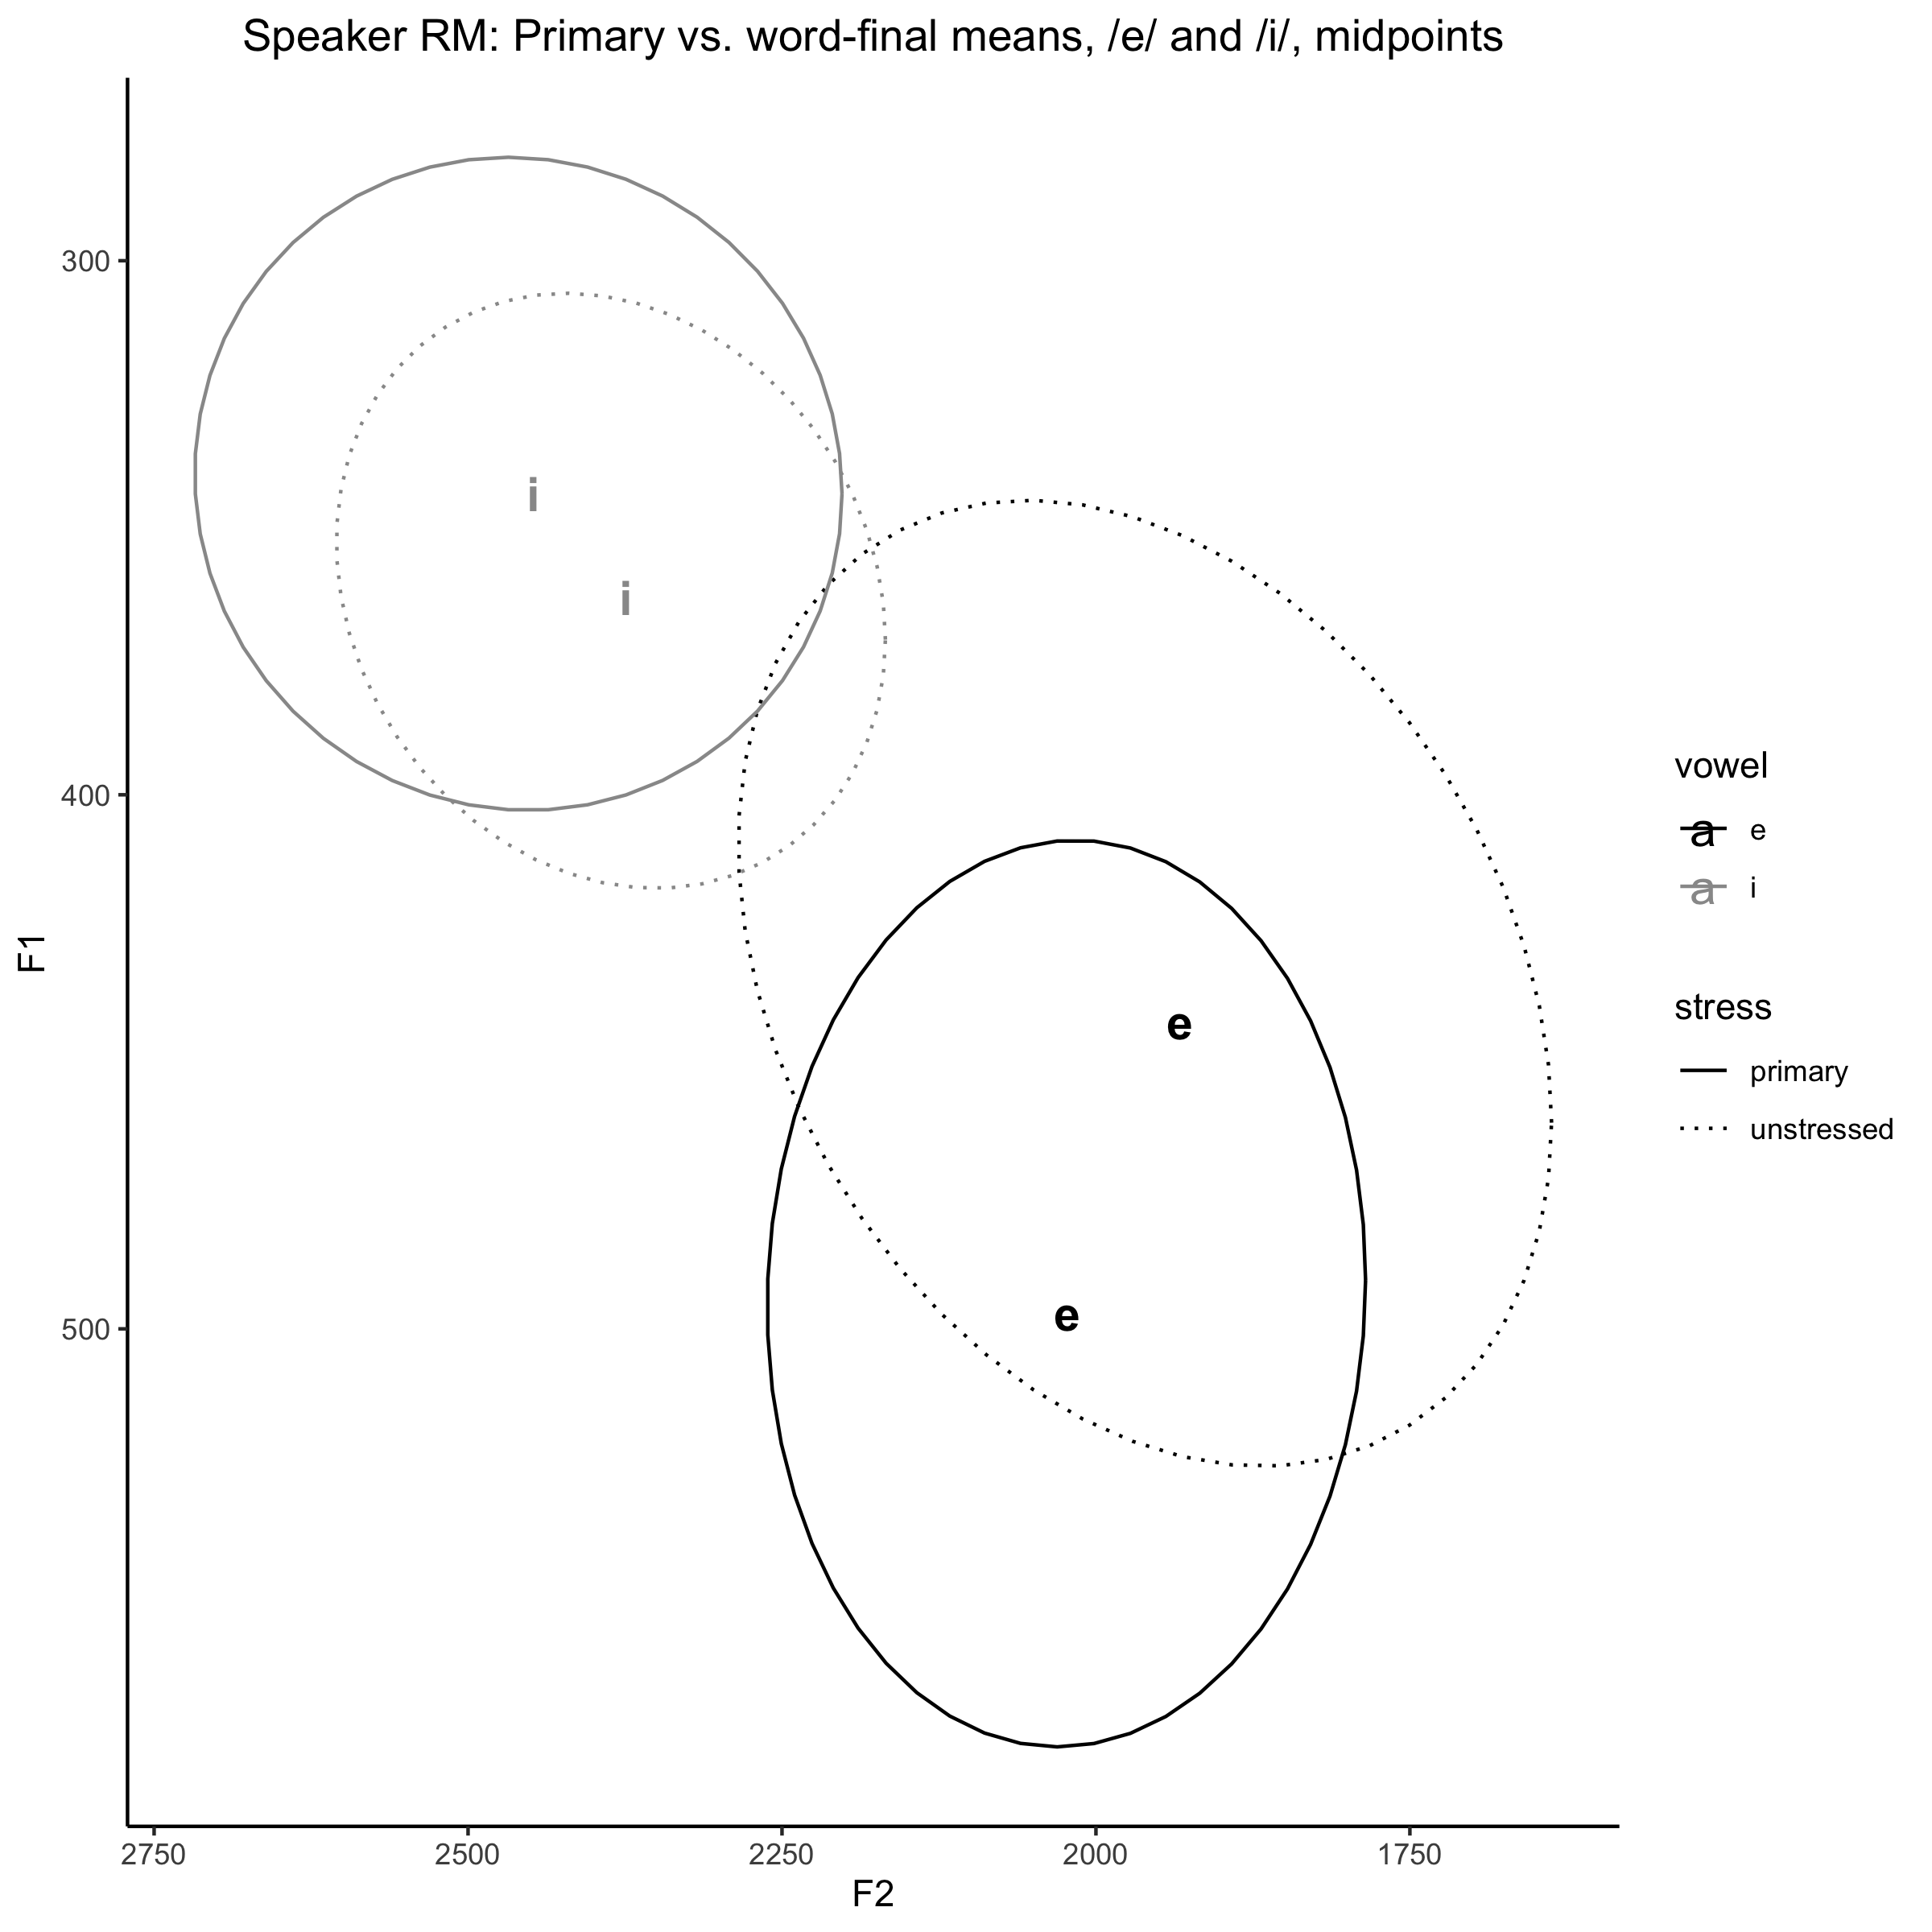 Speaker RM: Primary vs. word-final means, /e/ and /i/, midpoints
300
400
500
F1
i
i
e
e
2750
2500
2250
2000
1750
F2
vowel
a e
a i
stress
primary
unstressed